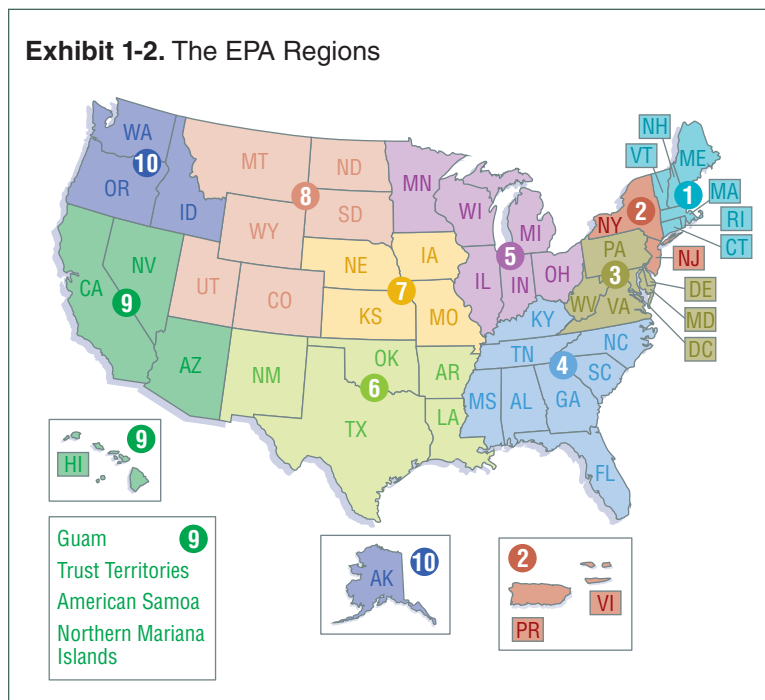 Exhibit 1-2. The EPA Regions
NH
WA
VT
ME
10
MT
ND
MN
OR
8
1
MA
ID
SD
WI
2
RI
WY
MI
NY
CT
PA
NV
IA
5
NJ
NE
OH
3
CA
UT
7
IL
IN
DE
9
CO
WV
VA
KS
MO
KY
MD
NC
DC
TN
AZ
OK
4
NM
6
AR
SC
MS
AL
GA
TX
LA
9
HI
FL
Guam
9
Trust Territories
American Samoa
Northern Mariana
Islands
AK
10
2
VI
PR